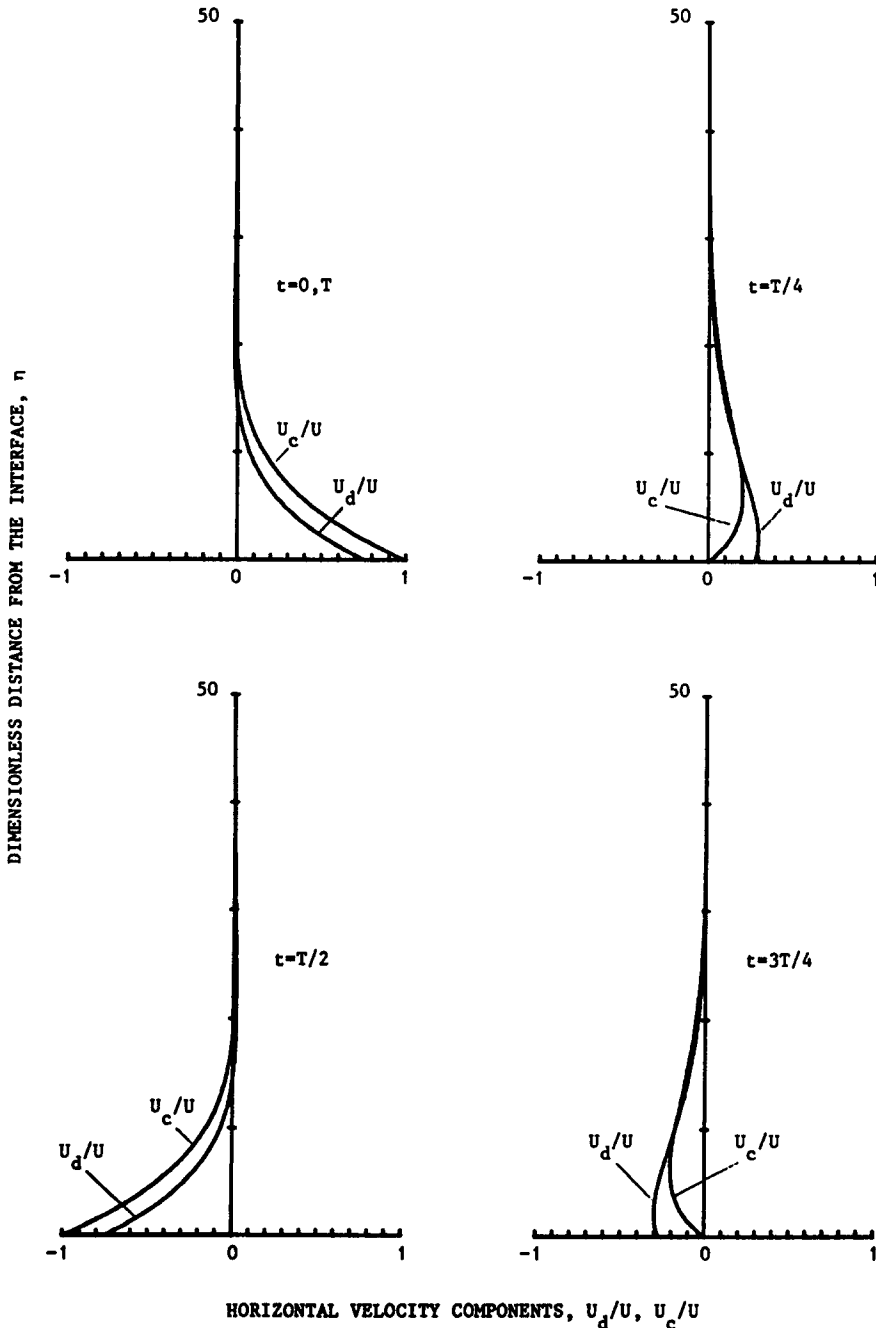 50
t=0,T
U_c/U
U_d/U
-1 0 1
50
t=T/4
U_c/U
U_d/U
-1 0 1
DIMENSIONLESS DISTANCE FROM THE INTERFACE, η
50
t=T/2
U_c/U
U_d/U
-1 0 1
50
t=3T/4
U_d/U
U_c/U
-1 0 1
HORIZONTAL VELOCITY COMPONENTS, U_d/U, U_c/U